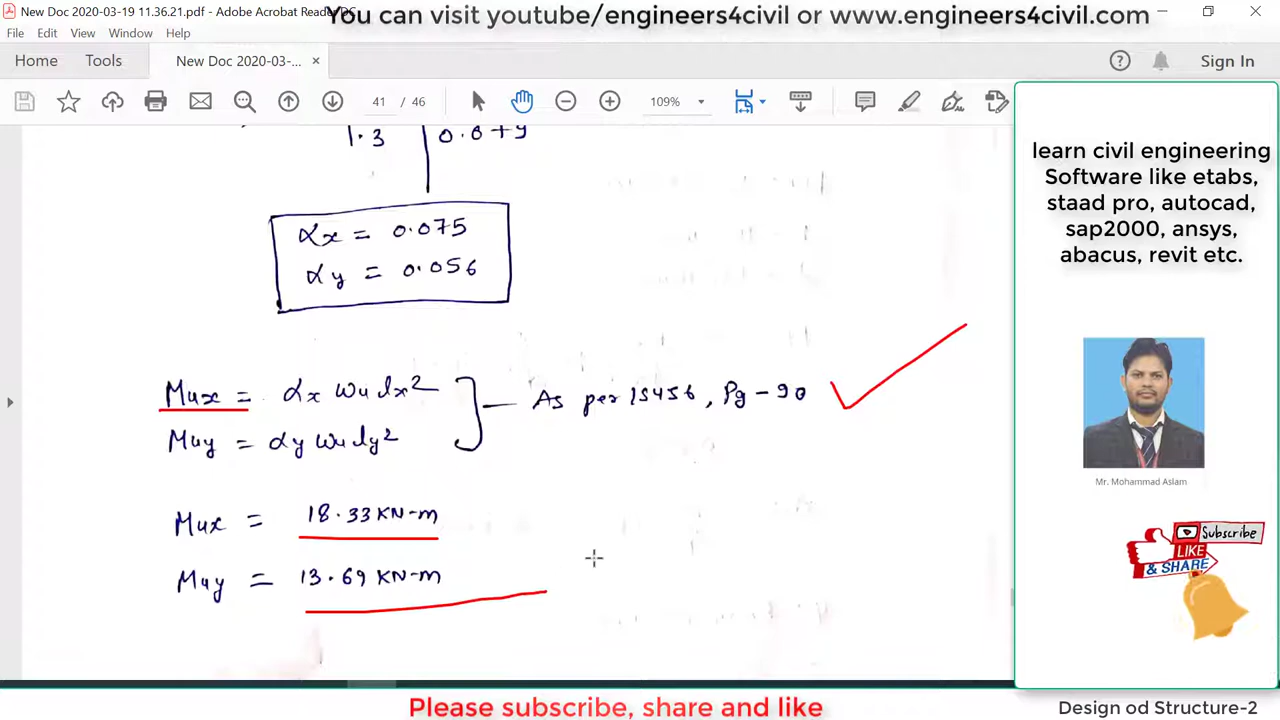 New Doc 2020-03-19 11.36.21.pdf - Adobe Acrobat Reader DC
You can visit youtube/engineers4civil or www.engineers4civil.com
File Edit View Window Help
Home Tools New Doc 2020-03-... × Sign In
41 / 46 109%
1.3
αx = 0.075
αy = 0.056
Mux = αx wu lx²
As per IS456, Pg - 90
Muy = αy wu ly²
Mux = 18.33 KN-m
Muy = 13.69 KN-m
learn civil engineering
Software like etabs,
staad pro, autocad,
sap2000, ansys,
abacus, revit etc.
Mr. Mohammad Aslam
Subscribe
LIKE
& SHARE
Please subscribe, share and like
Design od Structure-2